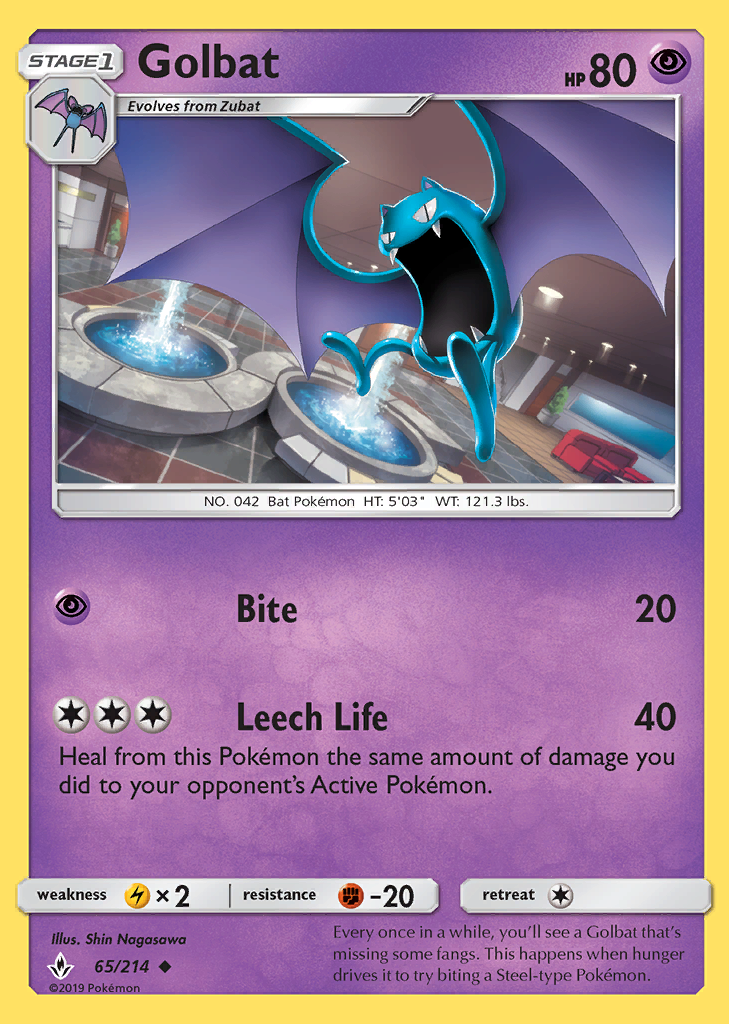 STAGE1 Golbat HP80
Evolves from Zubat
NO. 042 Bat Pokémon HT: 5'03" WT: 121.3 lbs.
Bite 20
Leech Life 40
Heal from this Pokémon the same amount of damage you
did to your opponent's Active Pokémon.
weakness ×2 resistance -20 retreat
Illus. Shin Nagasawa
65/214
©2019 Pokémon
Every once in a while, you'll see a Golbat that's
missing some fangs. This happens when hunger
drives it to try biting a Steel-type Pokémon.